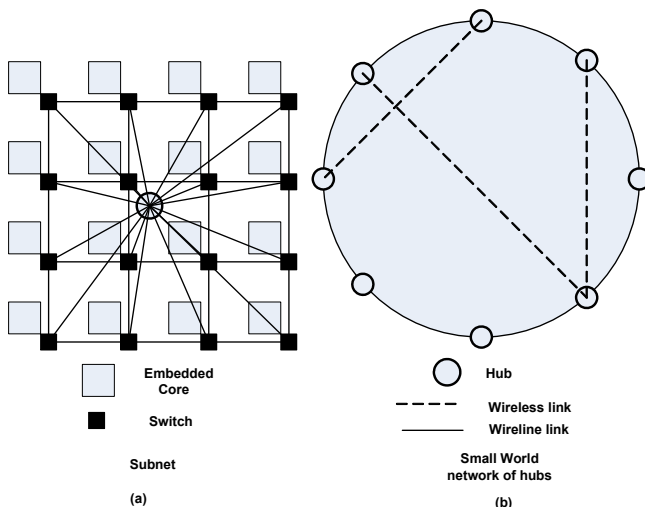 Embedded
Core
Switch
Subnet
(a)
Hub
Wireless link
Wireline link
Small World
network of hubs
(b)